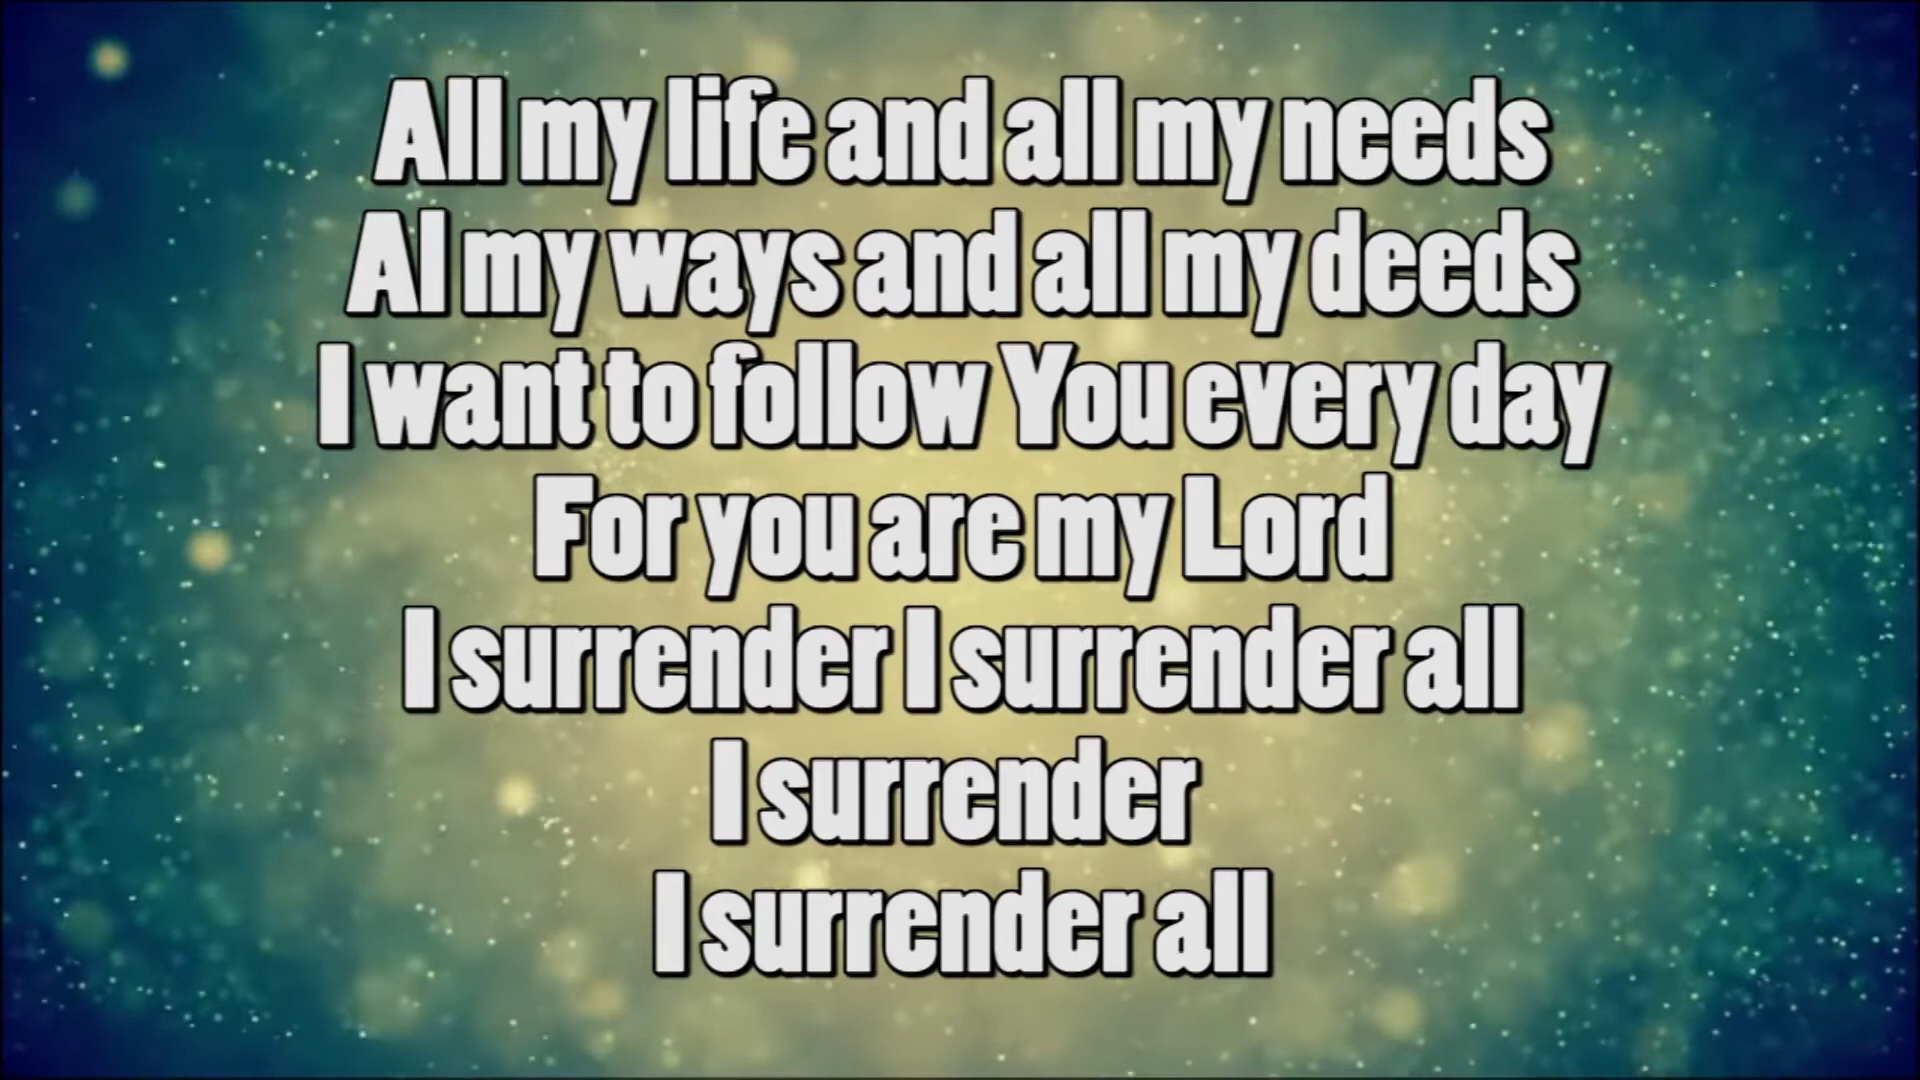 All my life and all my needs
Al my ways and all my deeds
I want to follow You every day
For you are my Lord
I surrender I surrender all
I surrender
I surrender all